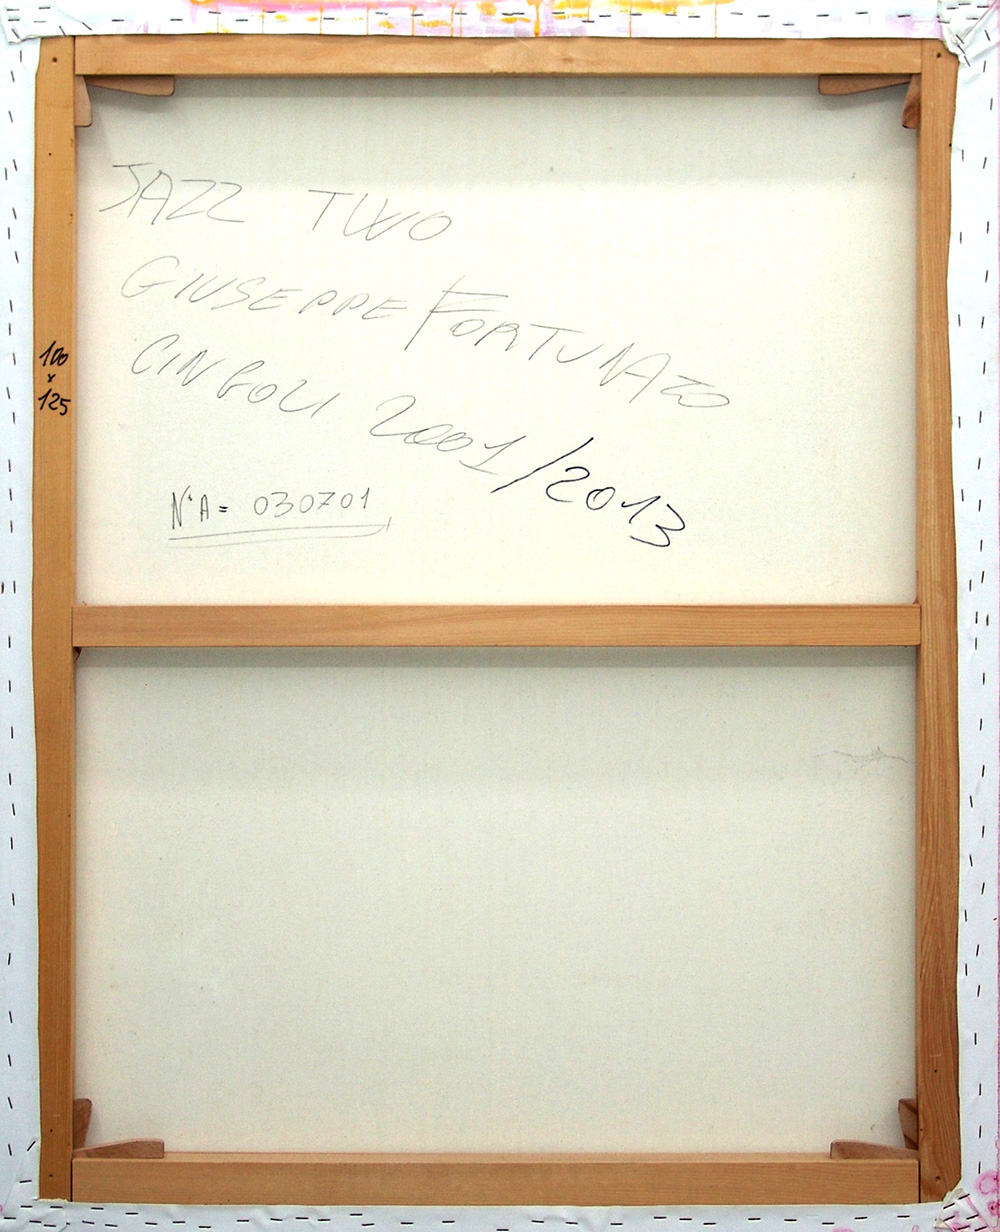 JAZZ TWO
GIUSEPPE FORTUNATO
CINGOLI 2001/2013
N°A= 030701
100
x
125